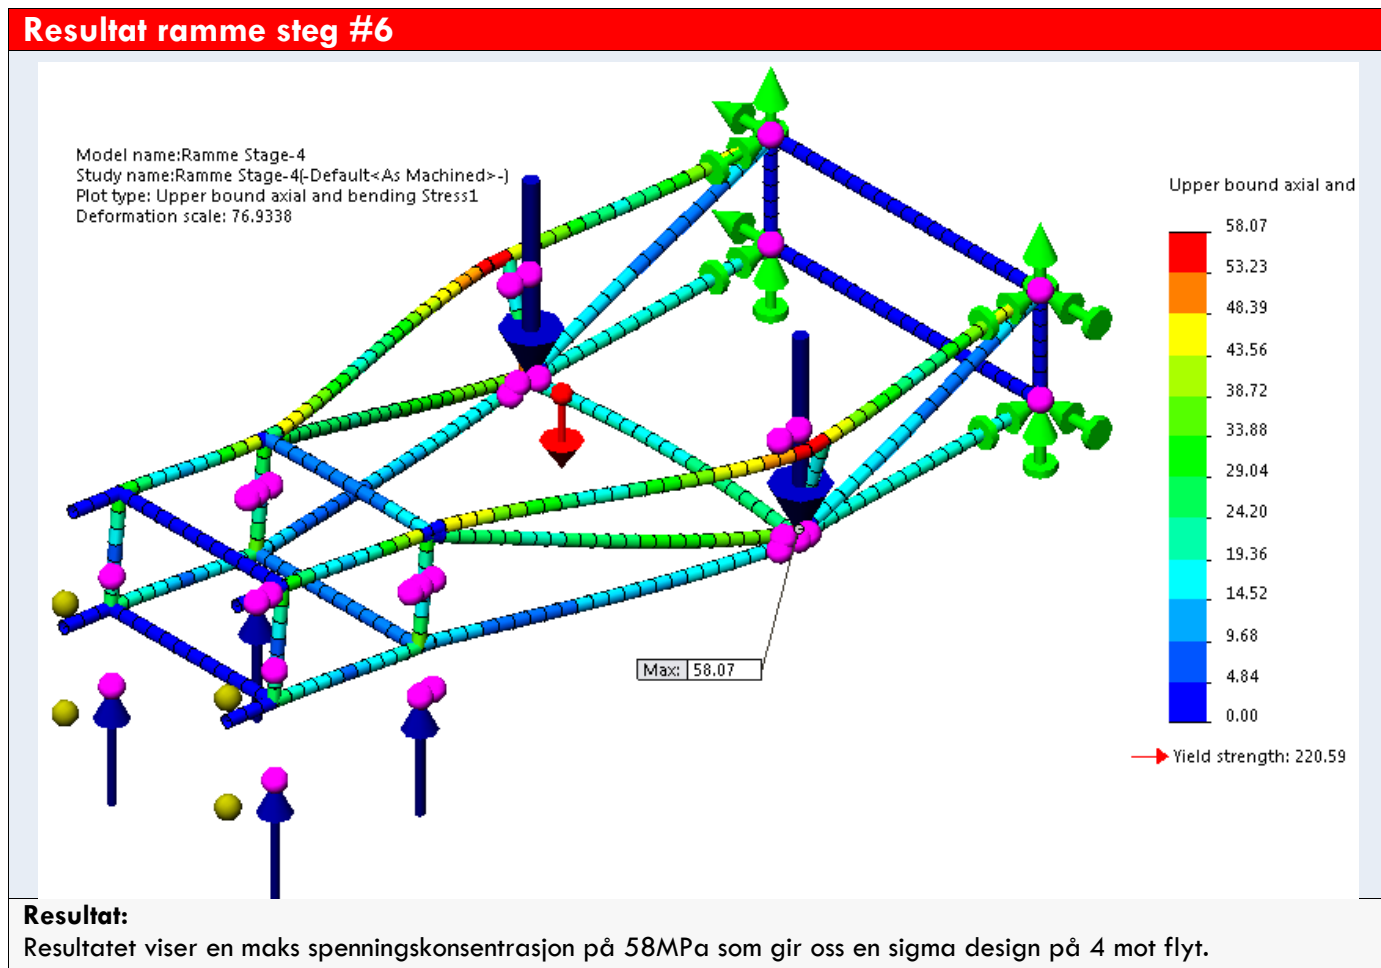 Resultat ramme steg #6
Model name:Ramme Stage-4
Study name:Ramme Stage-4(-Default<As Machined>-)
Plot type: Upper bound axial and bending Stress1
Deformation scale: 76.9338
Upper bound axial and
58.07
53.23
48.39
43.56
38.72
33.88
29.04
24.20
19.36
14.52
9.68
4.84
0.00
Yield strength: 220.59
Max: 58.07
Resultat:
Resultatet viser en maks spenningskonsentrasjon på 58MPa som gir oss en sigma design på 4 mot flyt.